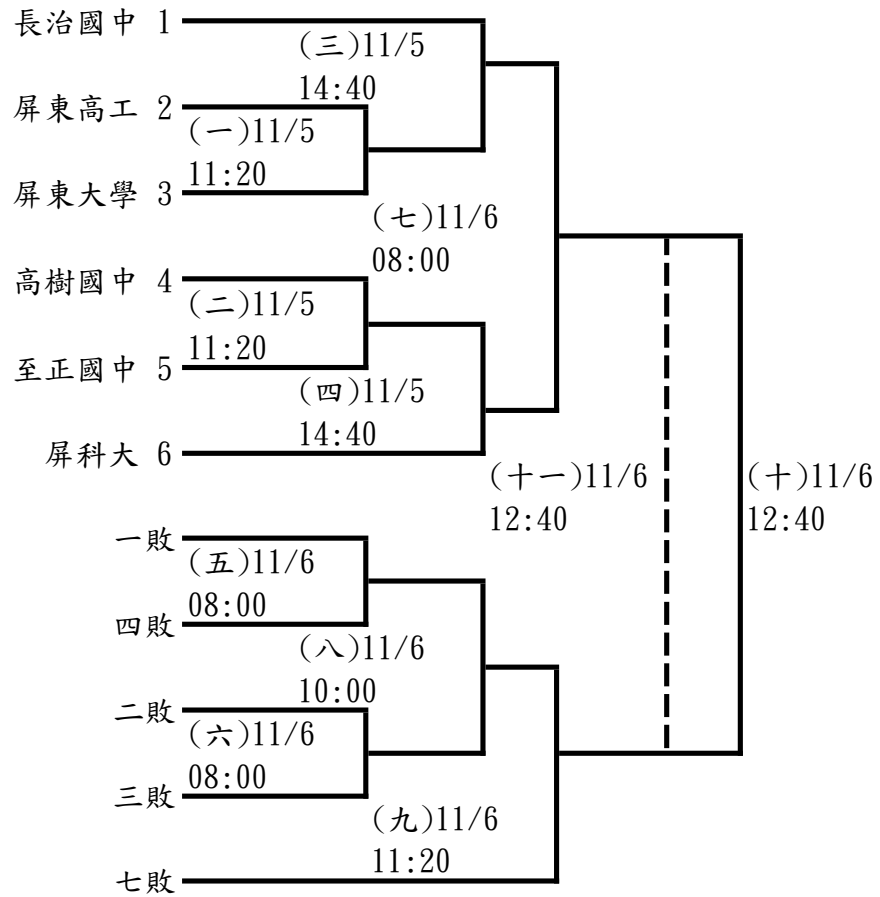 長治國中 1
(三)11/5
14:40
屏東高工 2
(一)11/5
11:20
屏東大學 3
(七)11/6
08:00
高樹國中 4
(二)11/5
11:20
至正國中 5
(四)11/5
14:40
屏科大 6
(十一)11/6
12:40
(十)11/6
12:40
一敗
(五)11/6
08:00
四敗
(八)11/6
10:00
二敗
(六)11/6
08:00
三敗
(九)11/6
11:20
七敗